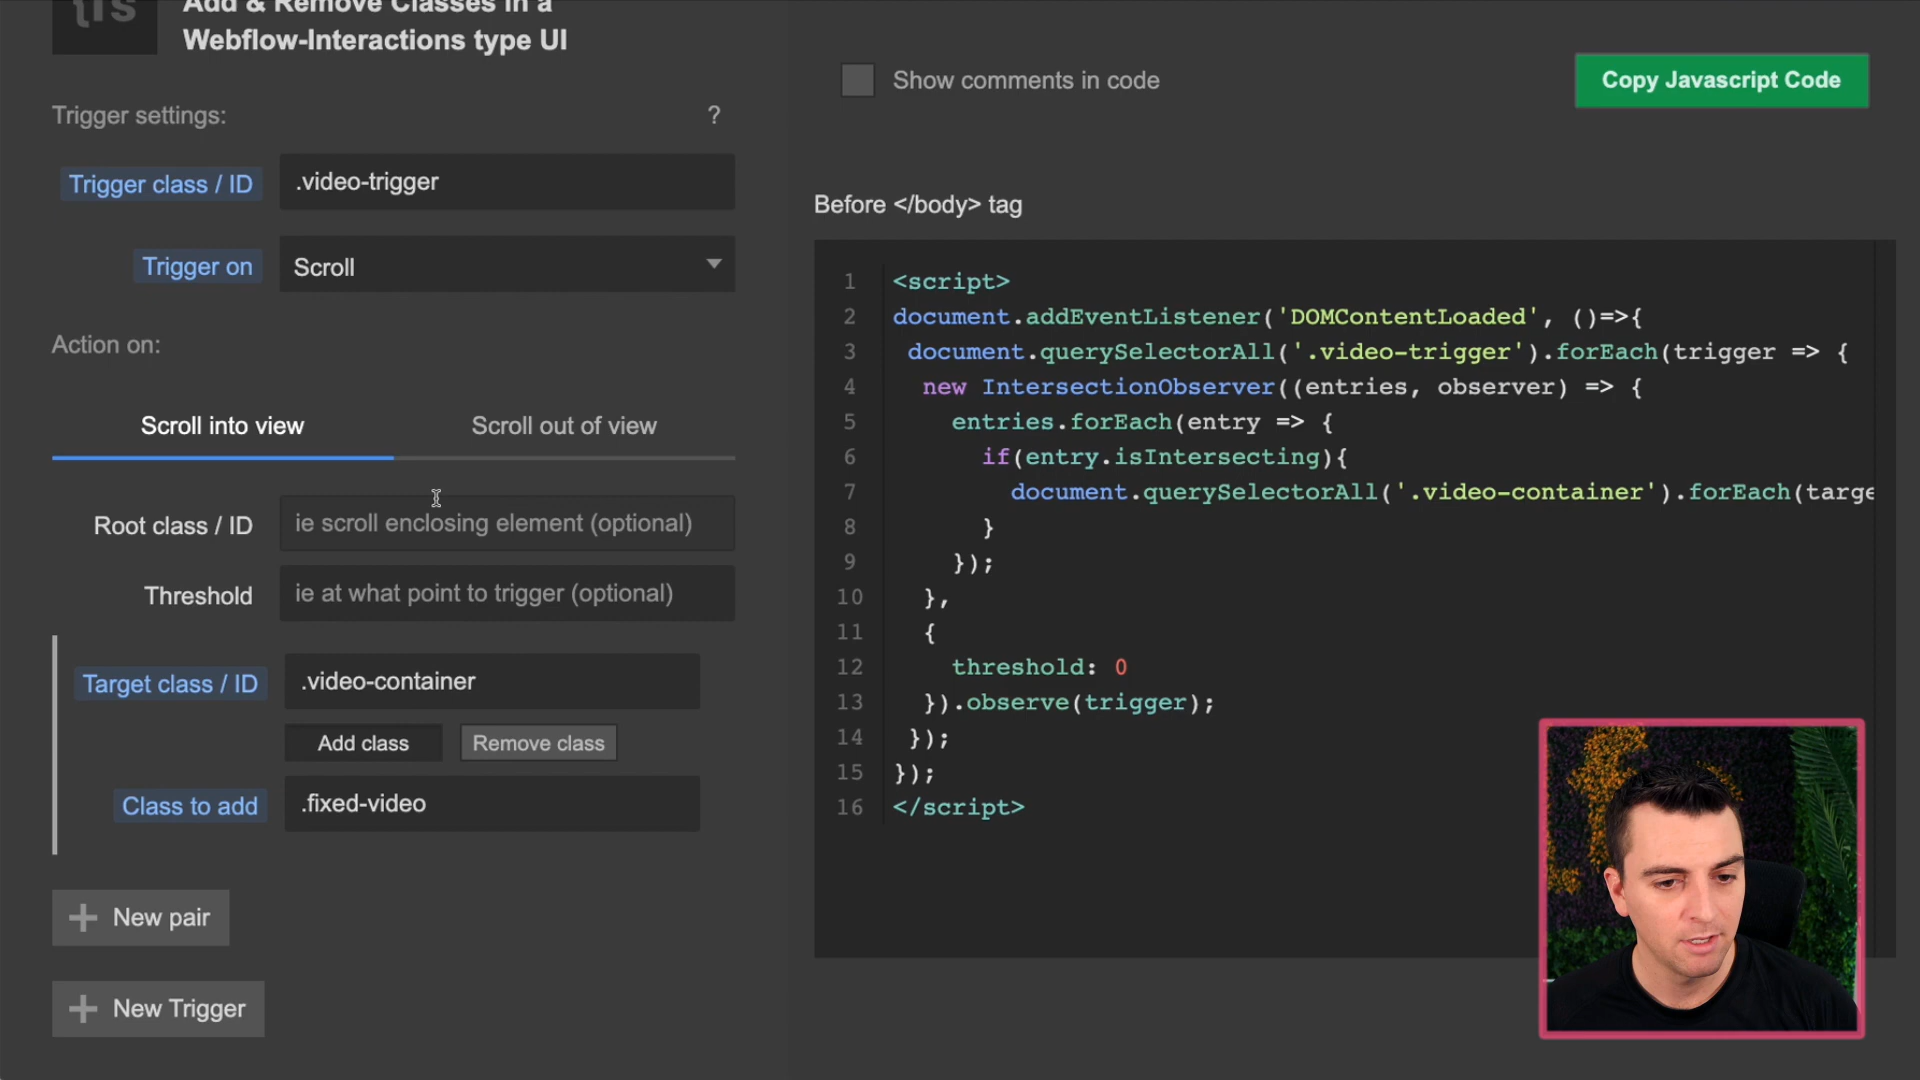 Add & Remove Classes in a
Webflow-Interactions type UI
Trigger settings:
?
Trigger class / ID
.video-trigger
Trigger on
Scroll
Action on:
Scroll into view
Scroll out of view
Root class / ID
ie scroll enclosing element (optional)
Threshold
ie at what point to trigger (optional)
Target class / ID
.video-container
Add class
Remove class
Class to add
.fixed-video
+ New pair
+ New Trigger
Show comments in code
Copy Javascript Code
Before </body> tag
1 <script>
2 document.addEventListener('DOMContentLoaded', ()=>{
3 document.querySelectorAll('.video-trigger').forEach(trigger => {
4 new IntersectionObserver((entries, observer) => {
5 entries.forEach(entry => {
6 if(entry.isIntersecting){
7 document.querySelectorAll('.video-container').forEach(targe
8 }
9 });
10 },
11 {
12 threshold: 0
13 }).observe(trigger);
14 });
15 });
16 </script>